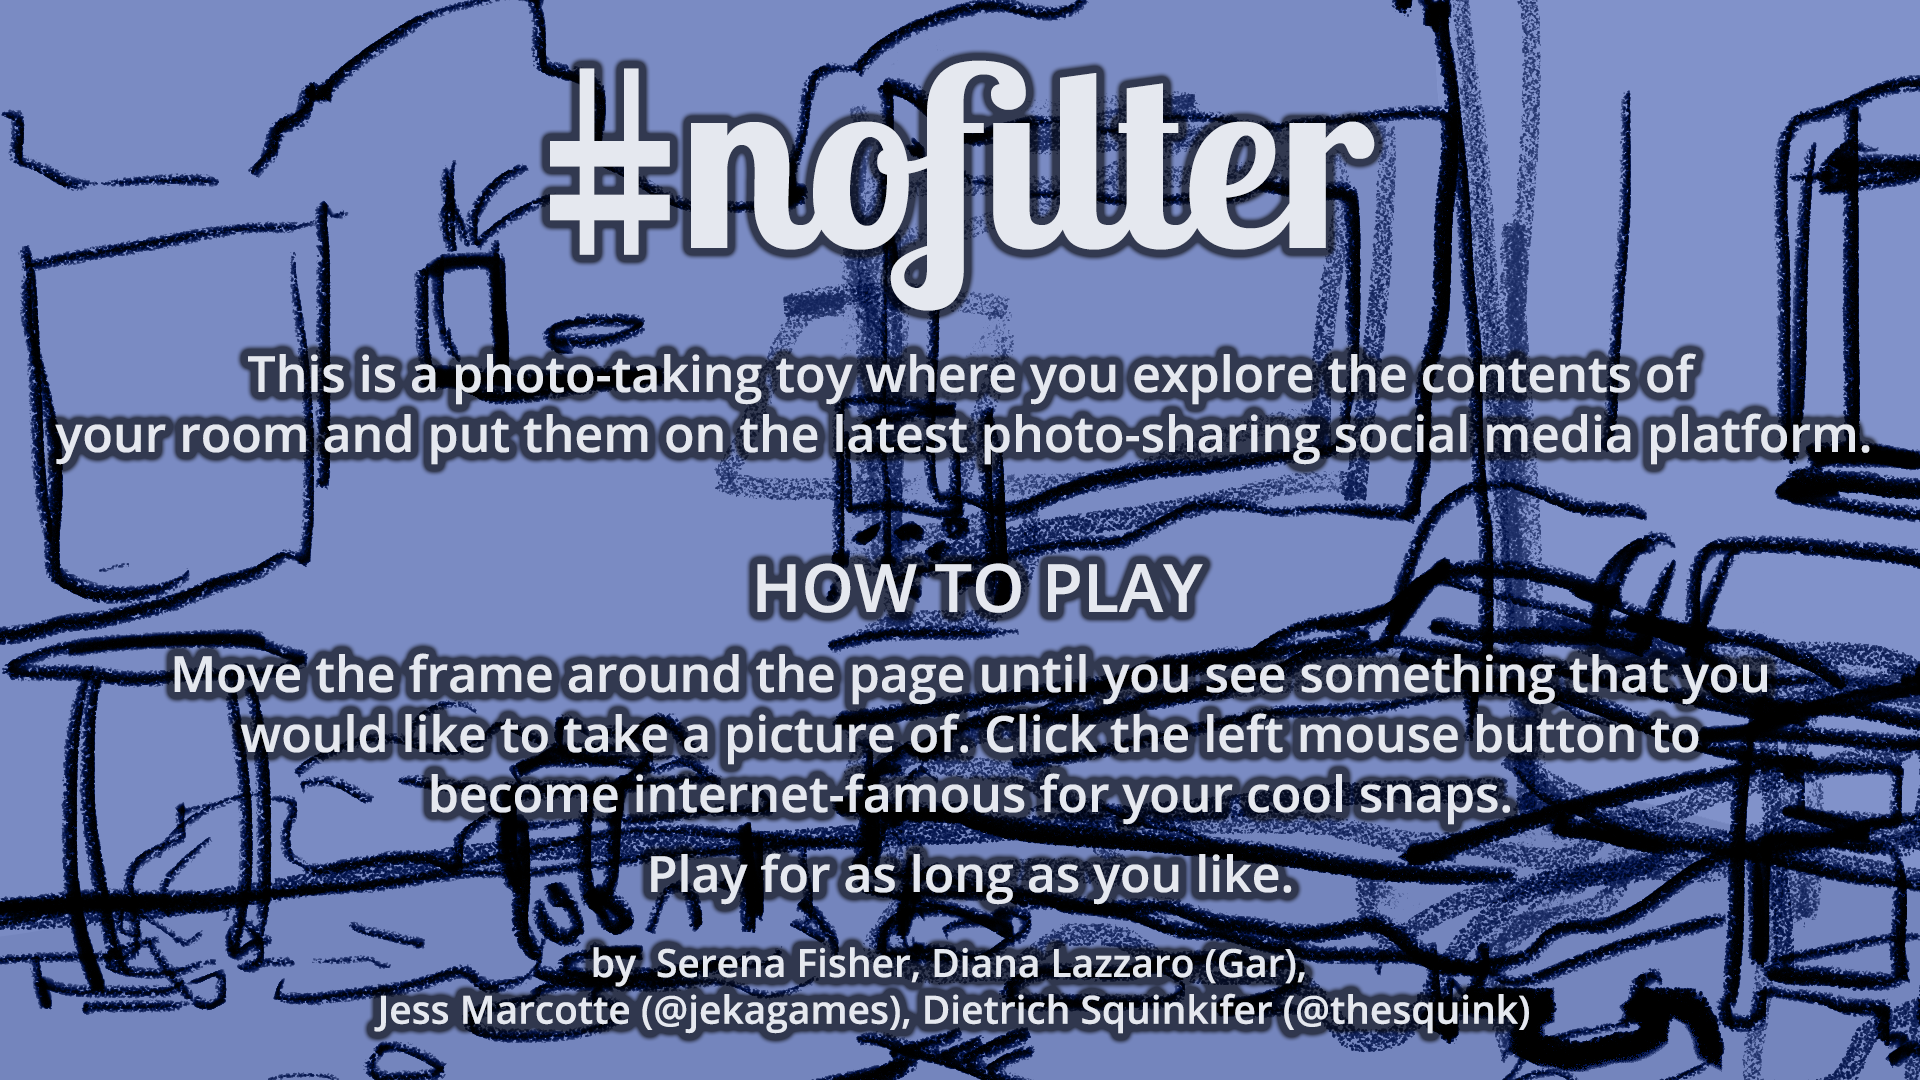 #nofilter
This is a photo-taking toy where you explore the contents of
your room and put them on the latest photo-sharing social media platform.
HOW TO PLAY
Move the frame around the page until you see something that you
would like to take a picture of. Click the left mouse button to
become internet-famous for your cool snaps.
Play for as long as you like.
by Serena Fisher, Diana Lazzaro (Gar),
Jess Marcotte (@jekagames), Dietrich Squinkifer (@thesquink)